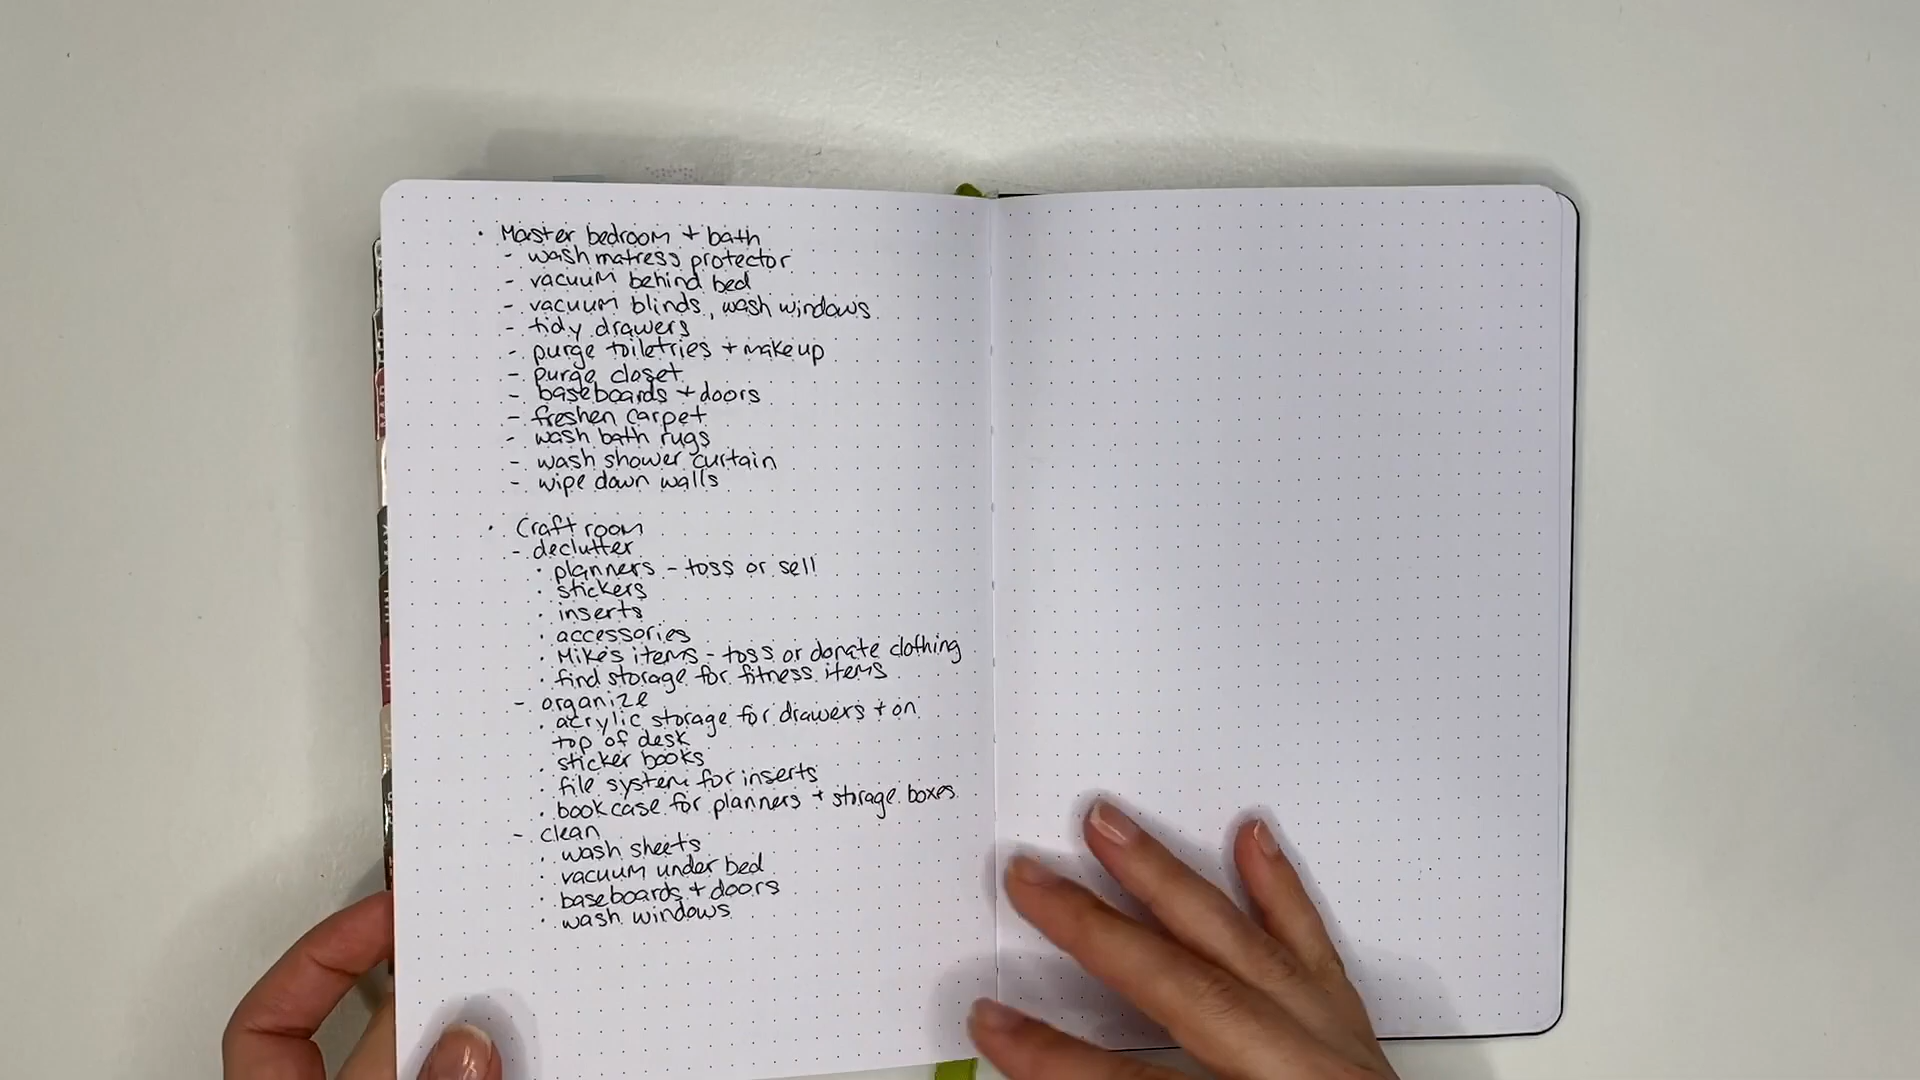 · Master bedroom + bath
- wash matress protector
- vacuum behind bed
- vacuum blinds, wash windows
- tidy drawers
- purge toiletries + makeup
- purge closet
- baseboards + doors
- freshen carpet
- wash bath rugs
- wash shower curtain
- wipe down walls
· Craft room
- declutter
· planners - toss or sell
· stickers
· inserts
· accessories
· Mike's items - toss or donate clothing
· find storage for fitness items
- organize
· acrylic storage for drawers + on
top of desk
· sticker books
· file system for inserts
· bookcase for planners + storage boxes
- clean
· wash sheets
· vacuum under bed
· baseboards + doors
· wash windows
MAR
MAY
JUN
JUL